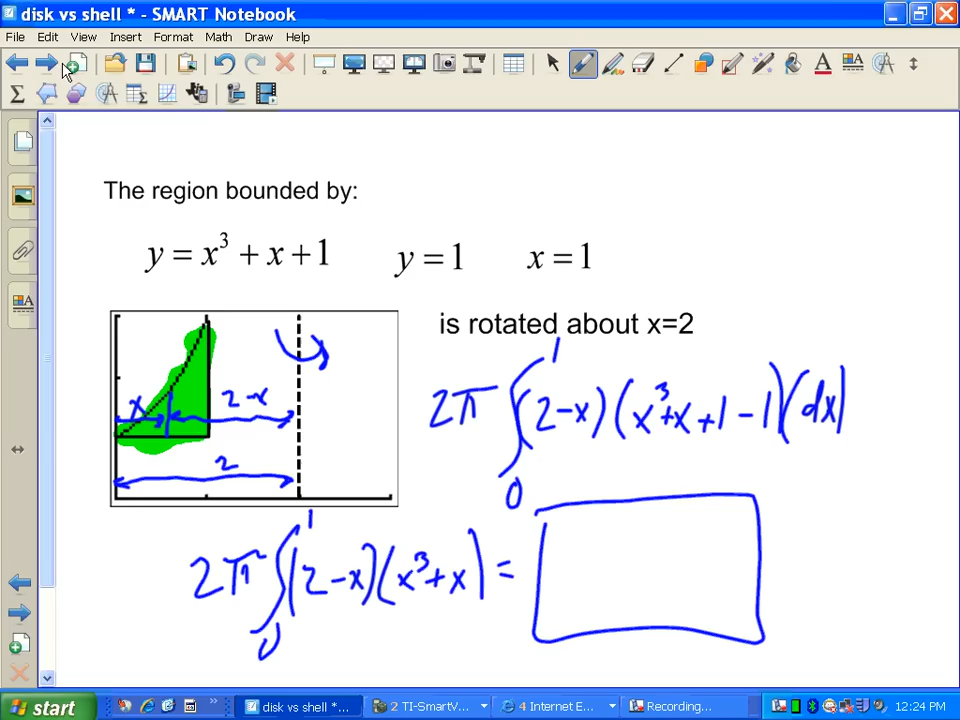 disk vs shell * - SMART Notebook
File Edit View Insert Format Math Draw Help
The region bounded by:
y = x³ + x + 1 y = 1 x = 1
is rotated about x=2
x 2-x
2
2π ∫₀¹ (2-x)(x³+x+1-1)(dx)
2π ∫₀¹ (2-x)(x³+x) =
start
disk vs shell *...
2 TI-SmartV...
4 Internet E...
Recording...
12:24 PM